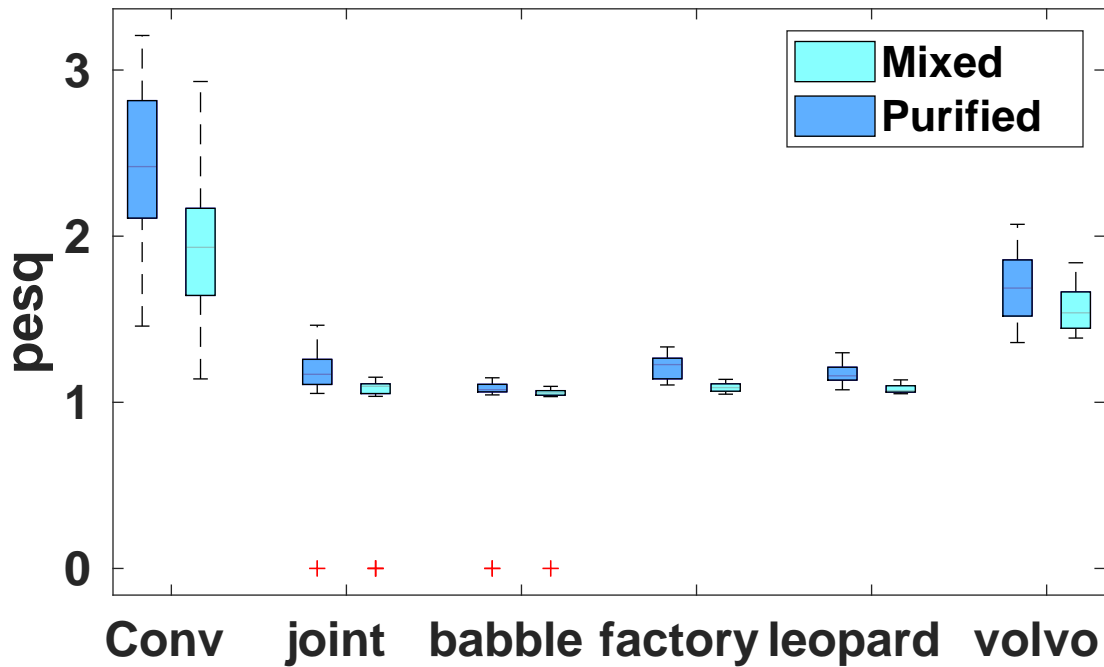 Mixed
Purified
3
2
1
0
pesq
Conv joint babble factory leopard volvo